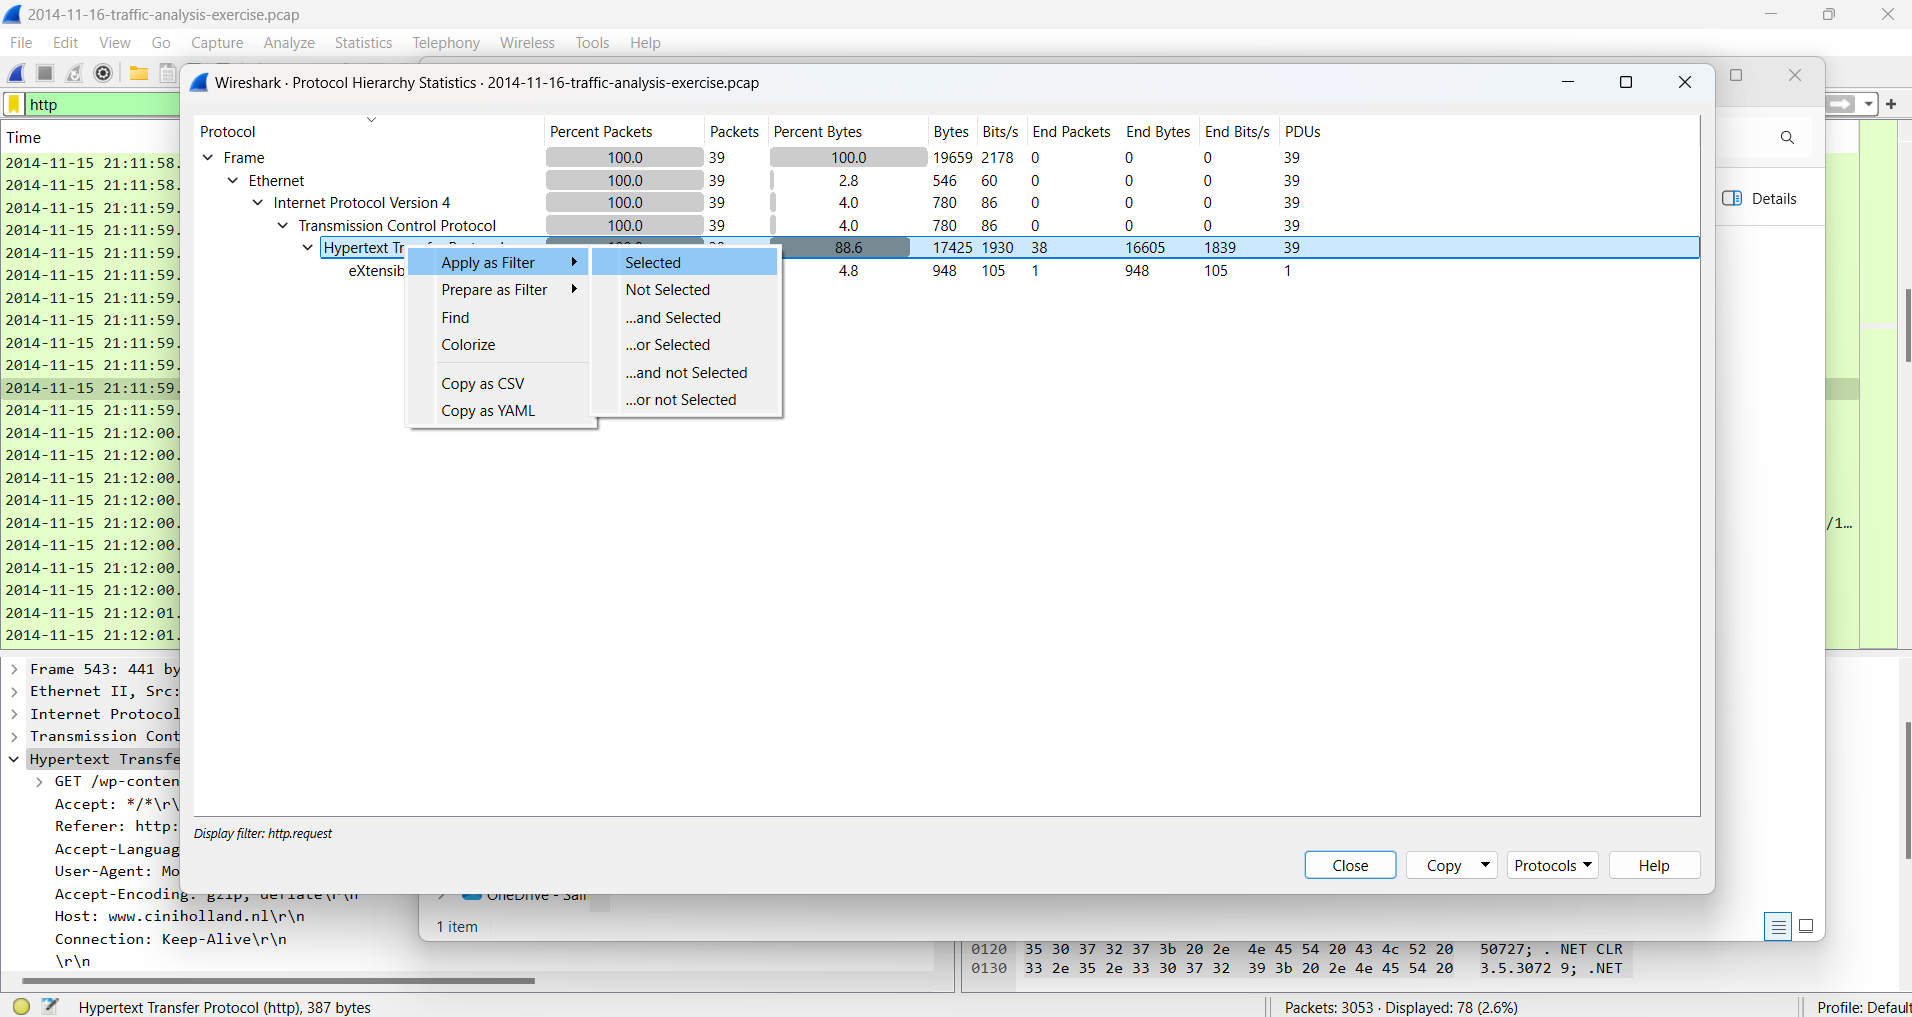 2014-11-16-traffic-analysis-exercise.pcap
File Edit View Go Capture Analyze Statistics Telephony Wireless Tools Help
Wireshark · Protocol Hierarchy Statistics · 2014-11-16-traffic-analysis-exercise.pcap
http
Time
Protocol Percent Packets Packets Percent Bytes Bytes Bits/s End Packets End Bytes End Bits/s PDUs
Frame 100.0 39 100.0 19659 2178 0 0 0 39
Ethernet 100.0 39 2.8 546 60 0 0 0 39
Internet Protocol Version 4 100.0 39 4.0 780 86 0 0 0 39
Transmission Control Protocol 100.0 39 4.0 780 86 0 0 0 39
Hypertext 88.6 17425 1930 38 16605 1839 39
eXtensib 4.8 948 105 1 948 105 1
Apply as Filter
Prepare as Filter
Find
Colorize
Copy as CSV
Copy as YAML
Selected
Not Selected
...and Selected
...or Selected
...and not Selected
...or not Selected
Details
2014-11-15 21:11:58.
2014-11-15 21:11:58.
2014-11-15 21:11:59.
2014-11-15 21:11:59.
2014-11-15 21:11:59.
2014-11-15 21:11:59.
2014-11-15 21:11:59.
2014-11-15 21:11:59.
2014-11-15 21:11:59.
2014-11-15 21:11:59.
2014-11-15 21:11:59.
2014-11-15 21:11:59.
2014-11-15 21:12:00.
2014-11-15 21:12:00.
2014-11-15 21:12:00.
2014-11-15 21:12:00.
2014-11-15 21:12:00. /1…
2014-11-15 21:12:00.
2014-11-15 21:12:00.
2014-11-15 21:12:00.
2014-11-15 21:12:01.
2014-11-15 21:12:01.
Display filter: http.request
Close Copy Protocols Help
Frame 543: 441 by
Ethernet II, Src:
Internet Protocol
Transmission Cont
Hypertext Transfe
GET /wp-conten
Accept: */*\r\
Referer: http:
Accept-Languag
User-Agent: Mo
Accept-Encoding: gzip, deflate\r\n
Host: www.ciniholland.nl\r\n
Connection: Keep-Alive\r\n
\r\n
OneDrive - Sai
1 item
0120 35 30 37 32 37 3b 20 2e 4e 45 54 20 43 4c 52 20 50727; . NET CLR
0130 33 2e 35 2e 33 30 37 32 39 3b 20 2e 4e 45 54 20 3.5.3072 9; .NET
Hypertext Transfer Protocol (http), 387 bytes
Packets: 3053 · Displayed: 78 (2.6%)
Profile: Default